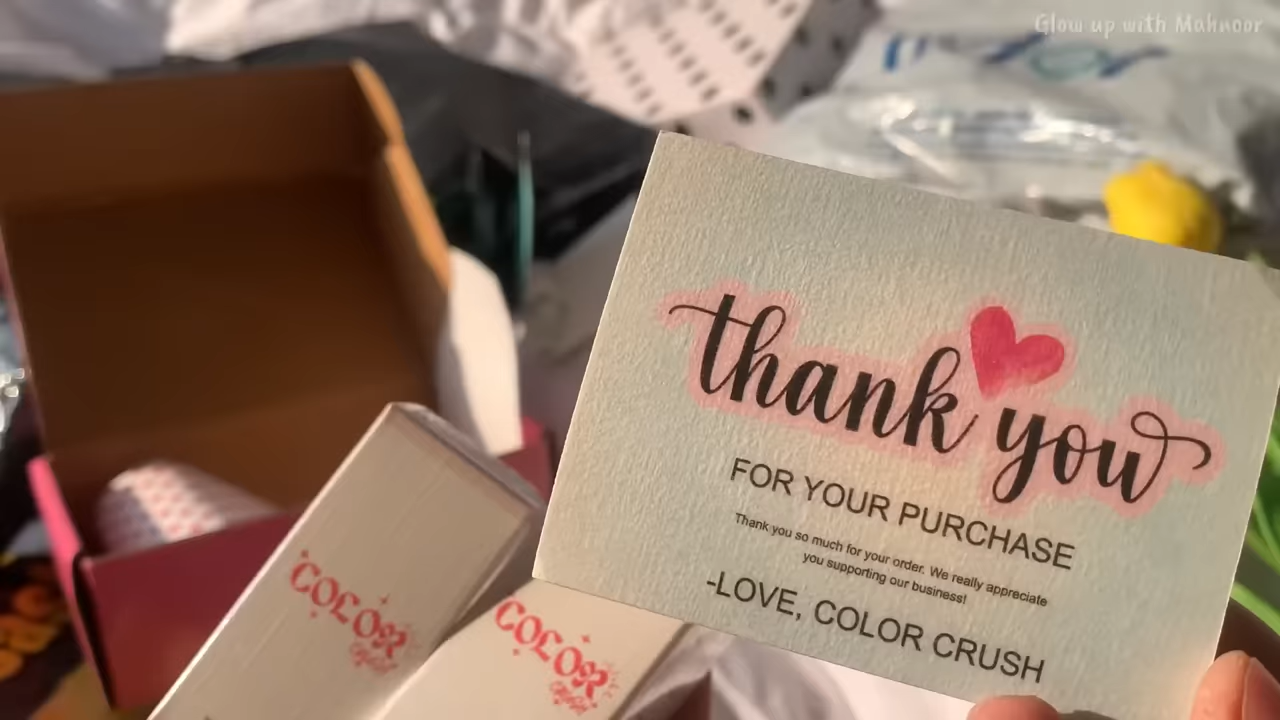 Glow up with Mahnoor
thank you
FOR YOUR PURCHASE
Thank you so much for your order. We really appreciate
you supporting our business!
-LOVE, COLOR CRUSH
COLOR
COLOR